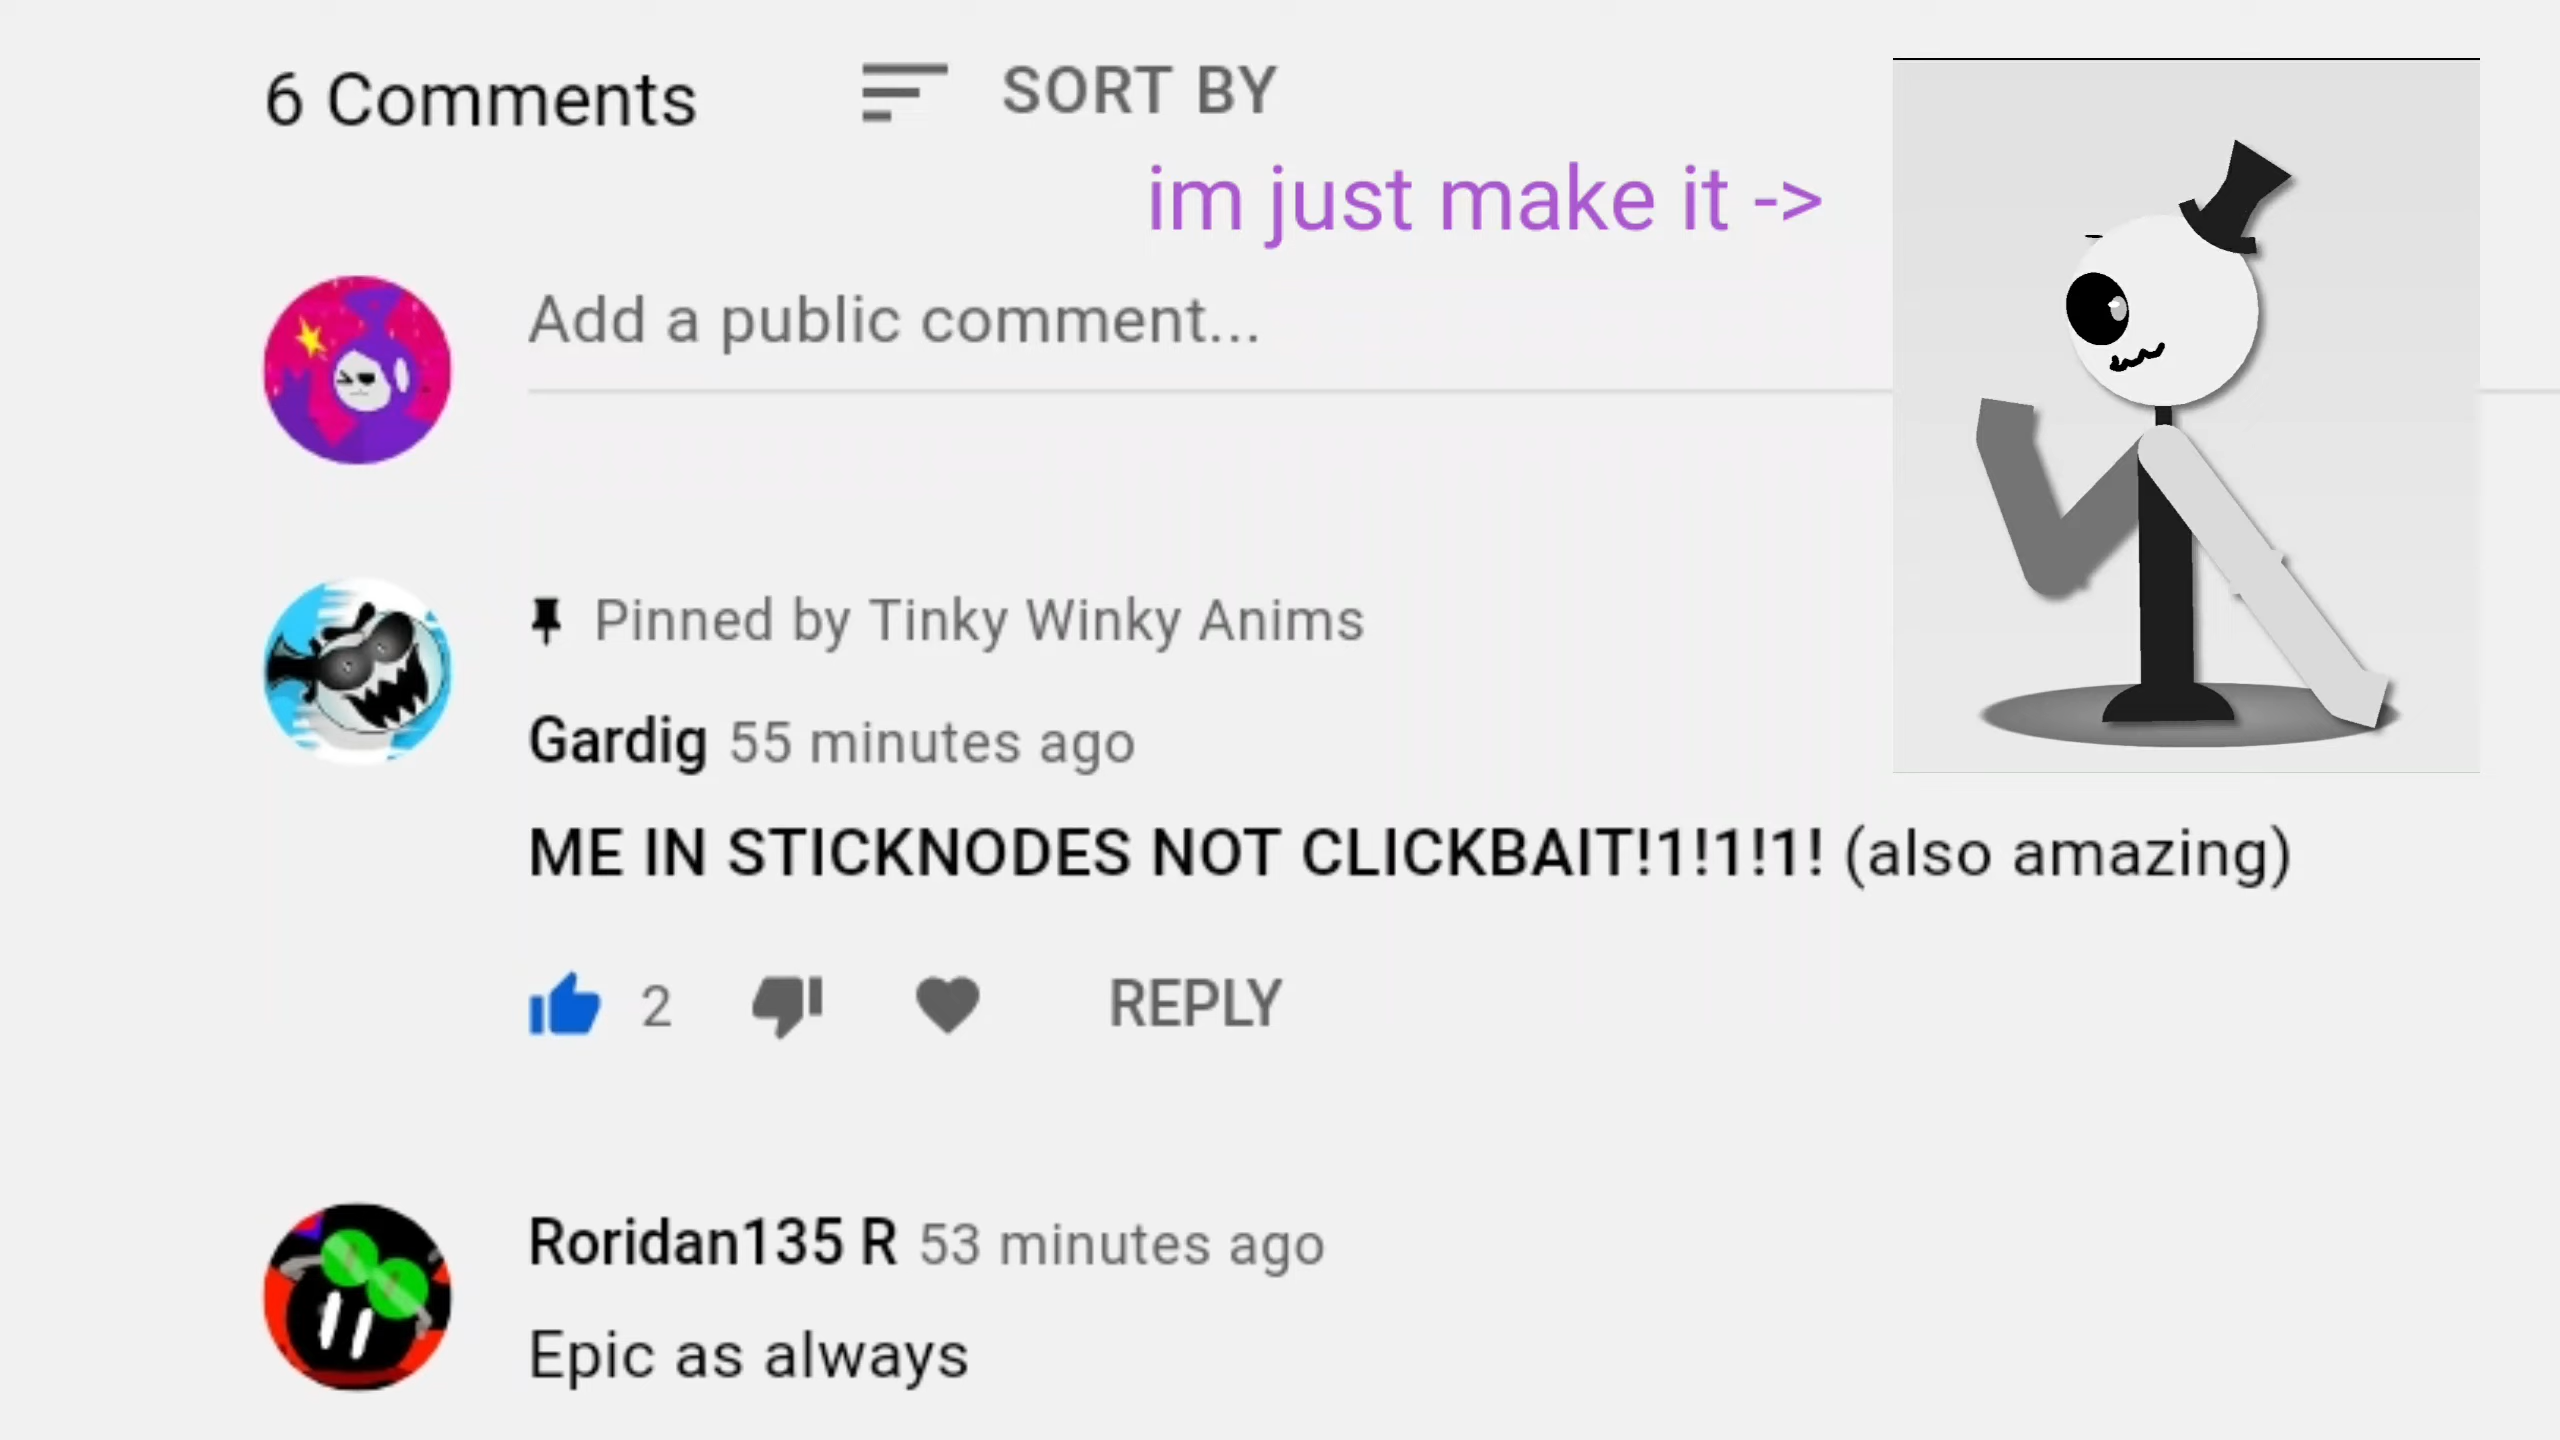 6 Comments
SORT BY
im just make it ->
Add a public comment...
Pinned by Tinky Winky Anims
Gardig 55 minutes ago
ME IN STICKNODES NOT CLICKBAIT!1!1!1! (also amazing)
2
REPLY
Roridan135 R 53 minutes ago
Epic as always